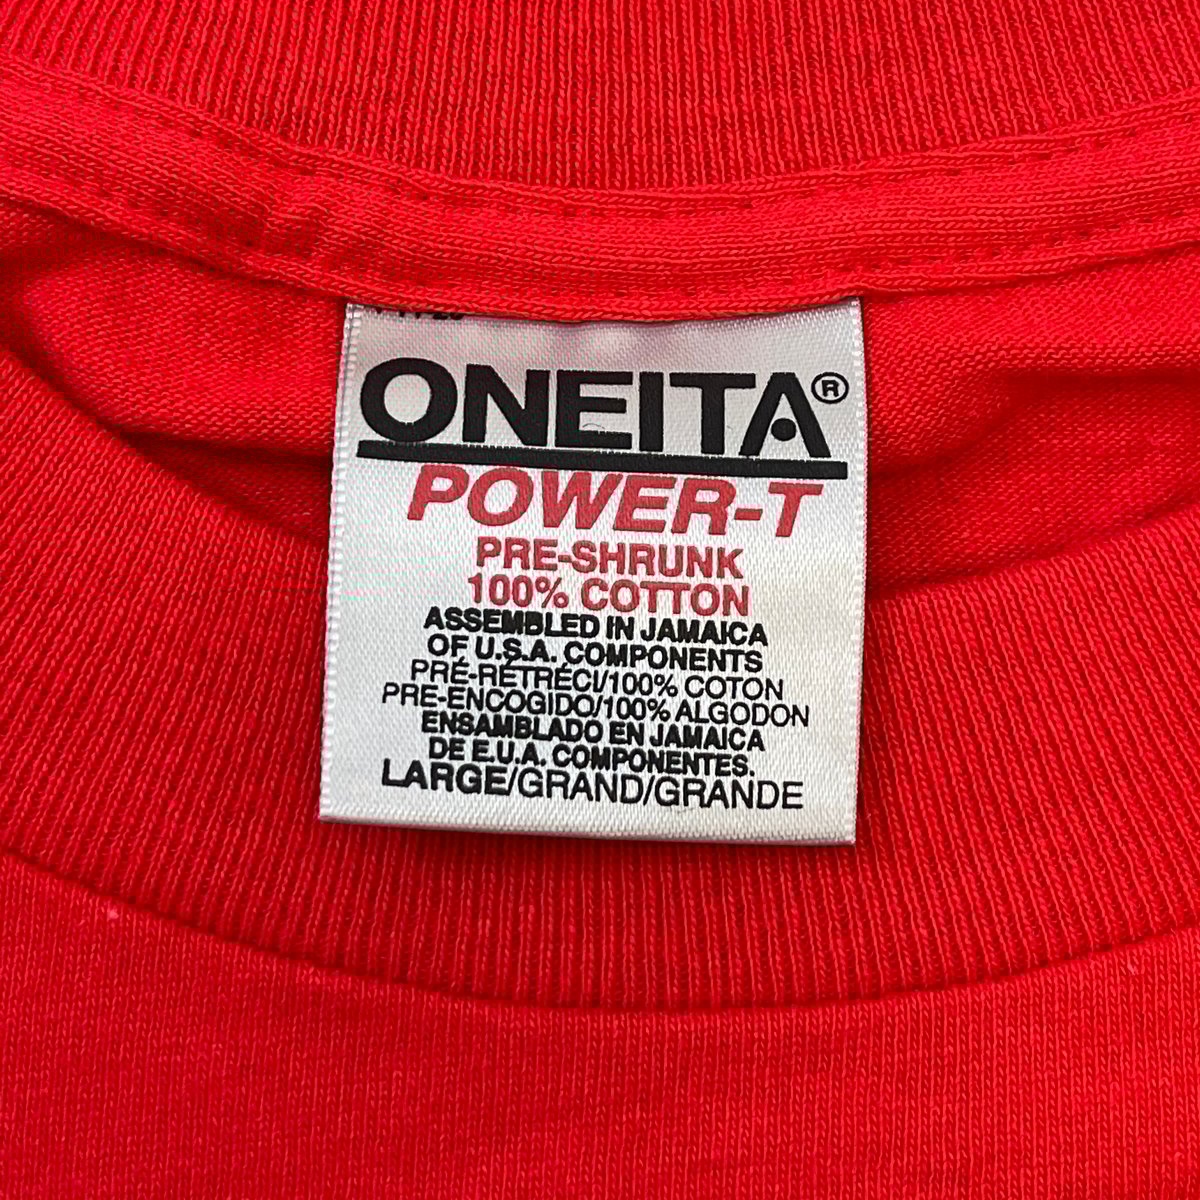 ONEITA®
POWER-T
PRE-SHRUNK
100% COTTON
ASSEMBLED IN JAMAICA
OF U.S.A. COMPONENTS
PRÉ-RÉTRÉCI/100% COTON
PRE-ENCOGIDO/100% ALGODON
ENSAMBLADO EN JAMAICA
DE E.U.A. COMPONENTES.
LARGE/GRAND/GRANDE